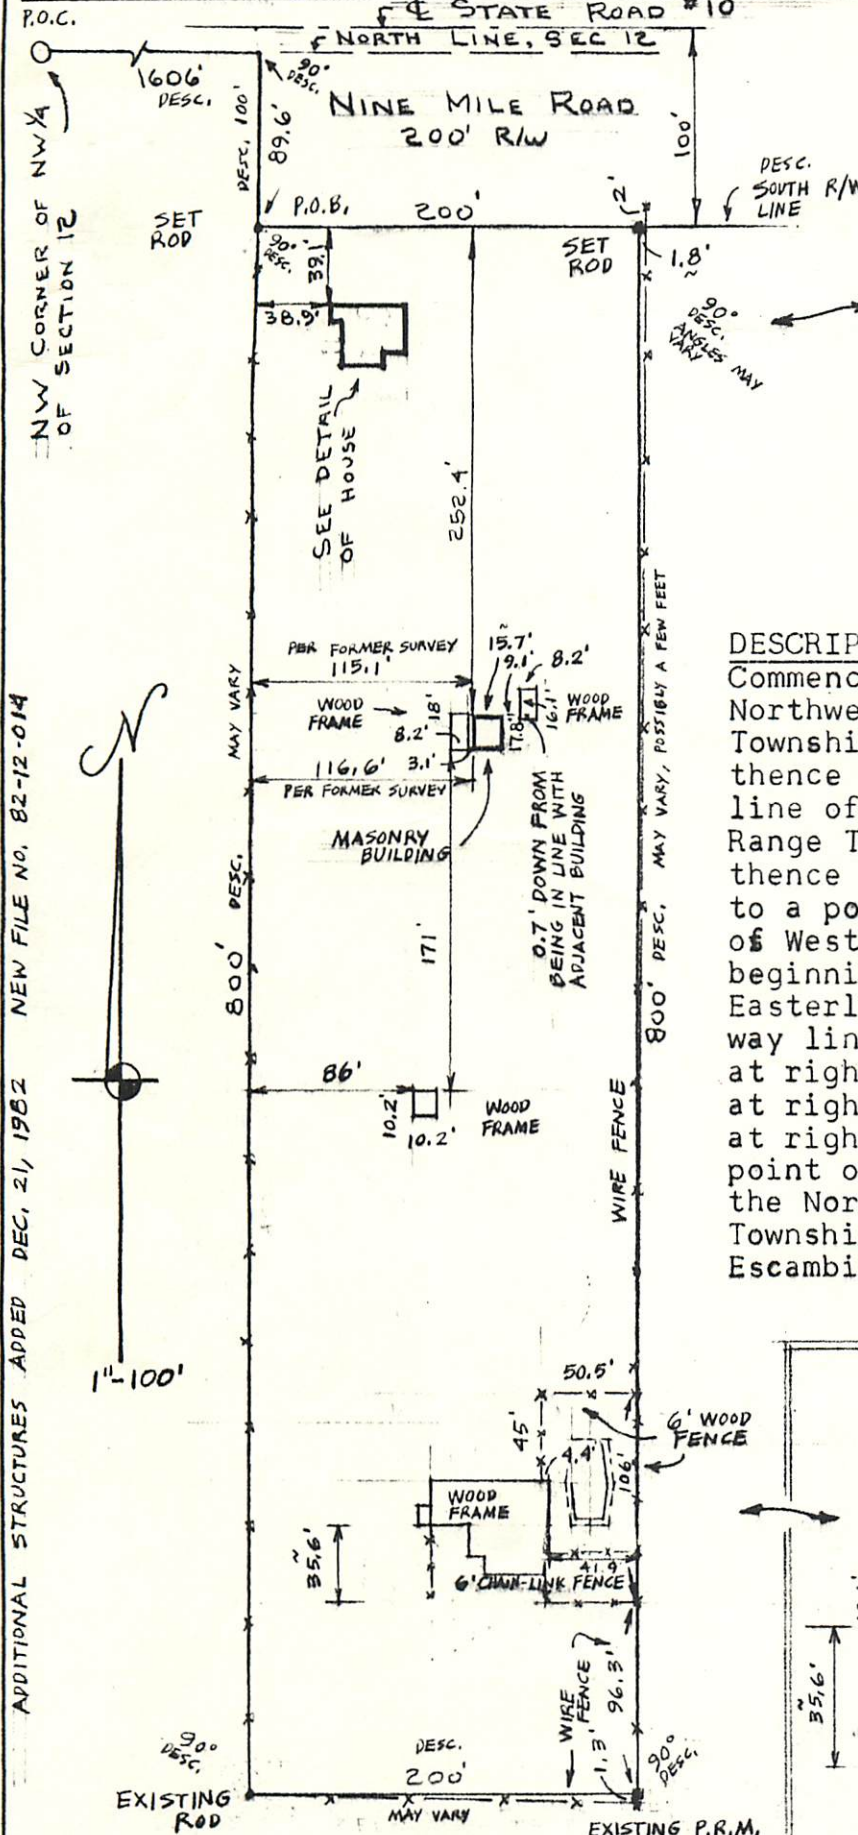 P.O.C.
℄ STATE ROAD #10
NORTH LINE, SEC 12
1606'
DESC.
90°
DESC.
DESC. 100'
89.6'
NINE MILE ROAD
200' R/W
100'
NW CORNER OF NW¼
OF SECTION 12
SET
ROD
P.O.B.
200'
2'
DESC.
SOUTH R/W
LINE
SET
ROD
1.8'
~
90°
DESC.
39.1
38.9'
90°
DESC.
ANGLES MAY
VARY
SEE DETAIL
OF HOUSE
252.4'
PER FORMER SURVEY
115.1'
~
15.7'
9.1'
8.2'
WOOD
FRAME
18'
8.2'
3.1'
17.8'
16.1'
WOOD
FRAME
116.6'
PER FORMER SURVEY
MASONRY
BUILDING
0.7' DOWN FROM
BEING IN LINE WITH
ADJACENT BUILDING
MAY VARY
800' DESC.
171'
800' DESC. MAY VARY, POSSIBLY A FEW FEET
DESCRIP
Commenc
Northwe
Townshi
thence
line of
Range T
thence
to a po
of West
beginni
Easterl
way lin
at righ
at righ
at righ
point o
the Nor
Townshi
Escambi
N
1"-100'
ADDITIONAL STRUCTURES ADDED DEC. 21, 1982 NEW FILE NO. 82-12-014
86'
10.2'
10.2'
WOOD
FRAME
WIRE FENCE
50.5'
45'
4.4'
106'
6' WOOD
FENCE
WOOD
FRAME
~
35.6'
41.9
6' CHAIN-LINK FENCE
WIRE
FENCE
1.3'
96.3'
~
35.6'
90°
DESC.
DESC.
200'
90°
DESC.
EXISTING
ROD
MAY VARY
EXISTING P.R.M.